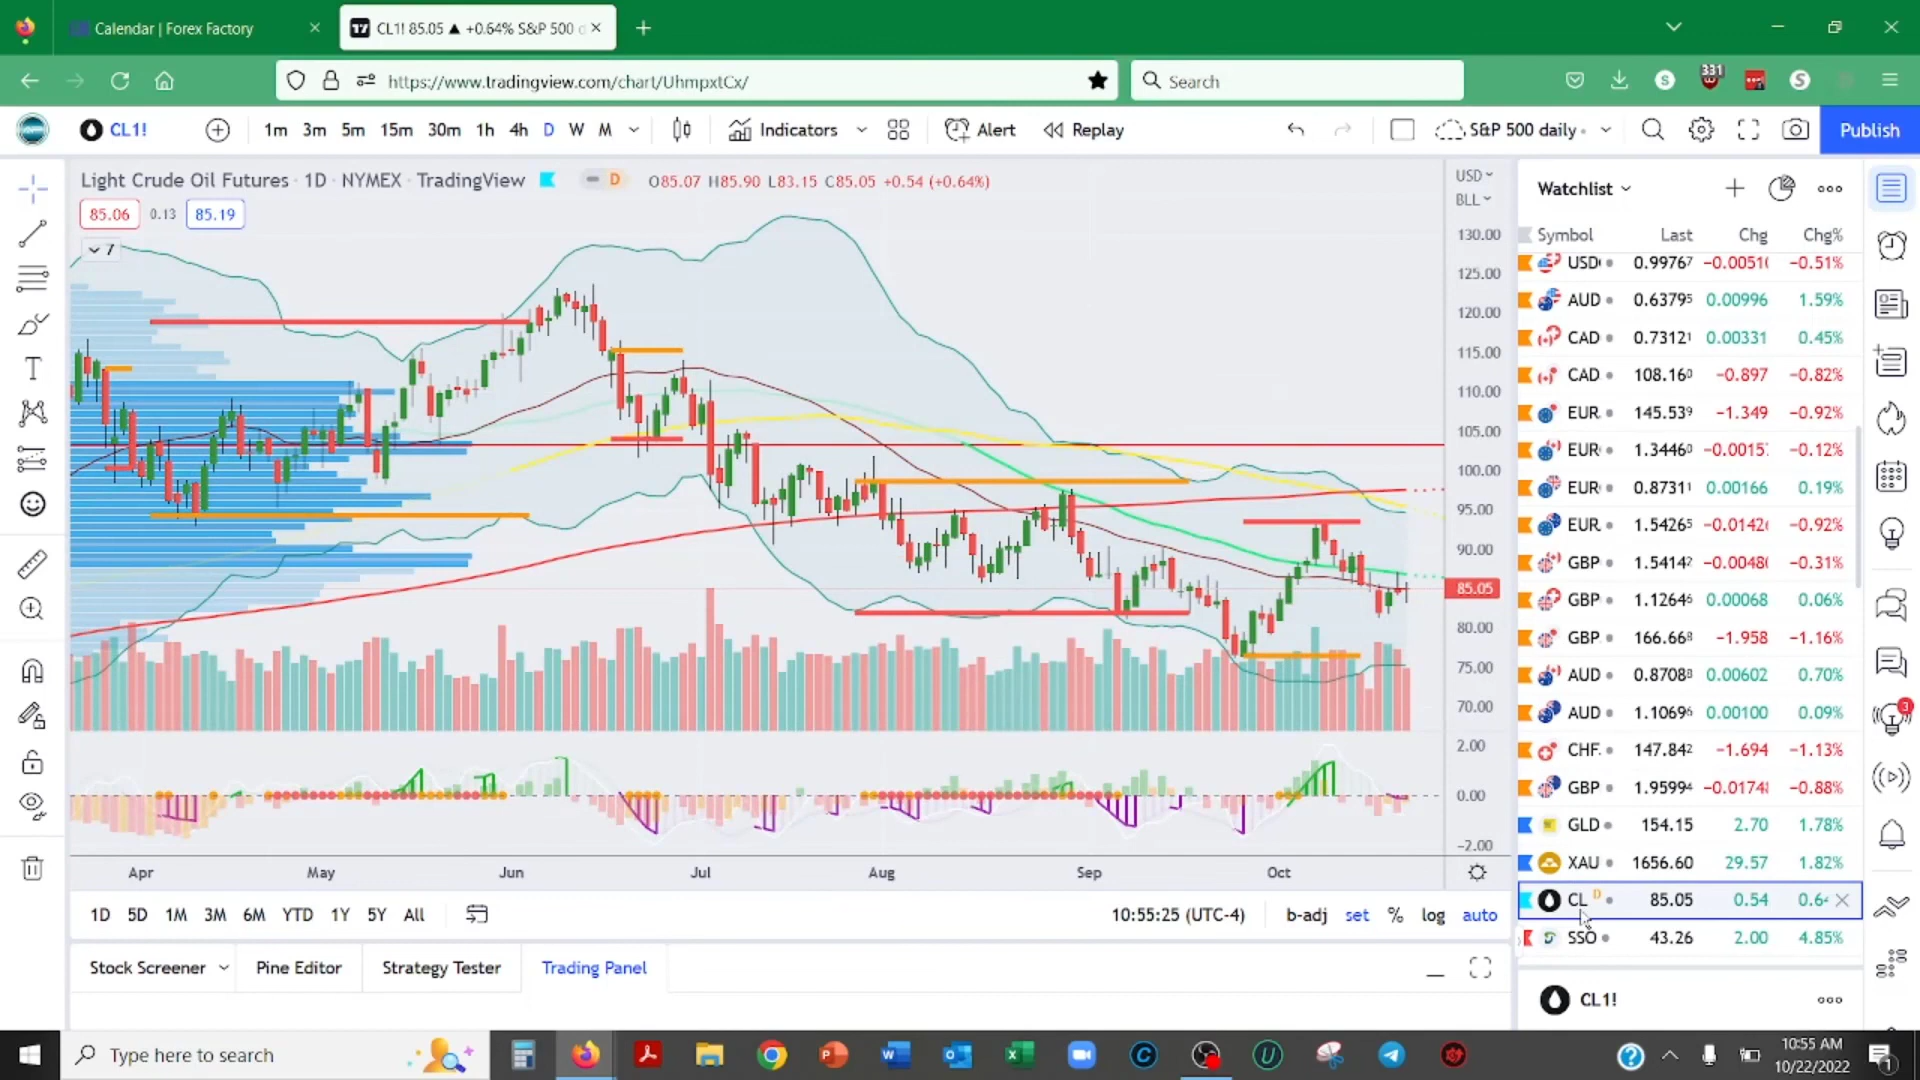 Calendar | Forex Factory
CL1! 85.05 ▲ +0.64% S&P 500
https://www.tradingview.com/chart/UhmpxtCx/
Search
331
CL1!
1m 3m 5m 15m 30m 1h 4h D W M
Indicators
Alert
Replay
S&P 500 daily
Publish
Light Crude Oil Futures · 1D · NYMEX · TradingView
D
O85.07 H85.90 L83.15 C85.05 +0.54 (+0.64%)
85.06 0.13 85.19
7
USD
BLL
130.00
125.00
120.00
115.00
110.00
105.00
100.00
95.00
90.00
85.05
80.00
75.00
70.00
2.00
0.00
−2.00
Apr May Jun Jul Aug Sep Oct
1D 5D 1M 3M 6M YTD 1Y 5Y All
10:55:25 (UTC-4)
b-adj set % log auto
Stock Screener
Pine Editor
Strategy Tester
Trading Panel
Watchlist
Symbol Last Chg Chg%
0.99767 −0.51%
AUD 0.63795 0.00996 1.59%
CAD 0.73121 0.00331 0.45%
CAD 108.160 −0.897 −0.82%
EUR 145.539 −1.349 −0.92%
EUR 1.34460 −0.12%
EUR 0.87311 0.00166 0.19%
EUR 1.54265 −0.92%
GBP 1.54142 −0.31%
GBP 1.12646 0.00068 0.06%
GBP 166.668 −1.958 −1.16%
AUD 0.87088 0.00602 0.70%
AUD 1.10696 0.00100 0.09%
CHF 147.842 −1.694 −1.13%
GBP 1.95994 −0.88%
GLD 154.15 2.70 1.78%
XAU 1656.60 29.57 1.82%
CL D 85.05 0.54
SSO 43.26 2.00 4.85%
CL1!
3
Type here to search
10:55 AM
10/22/2022
1